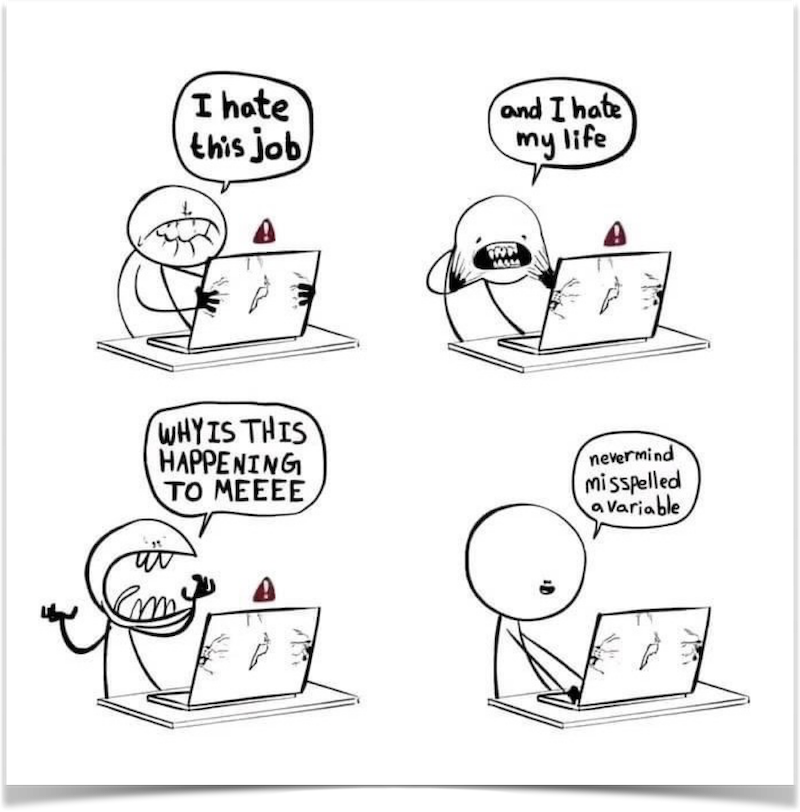 I hate
this job
and I hate
my life
WHY IS THIS
HAPPENING
TO MEEEE
nevermind
misspelled
a variable